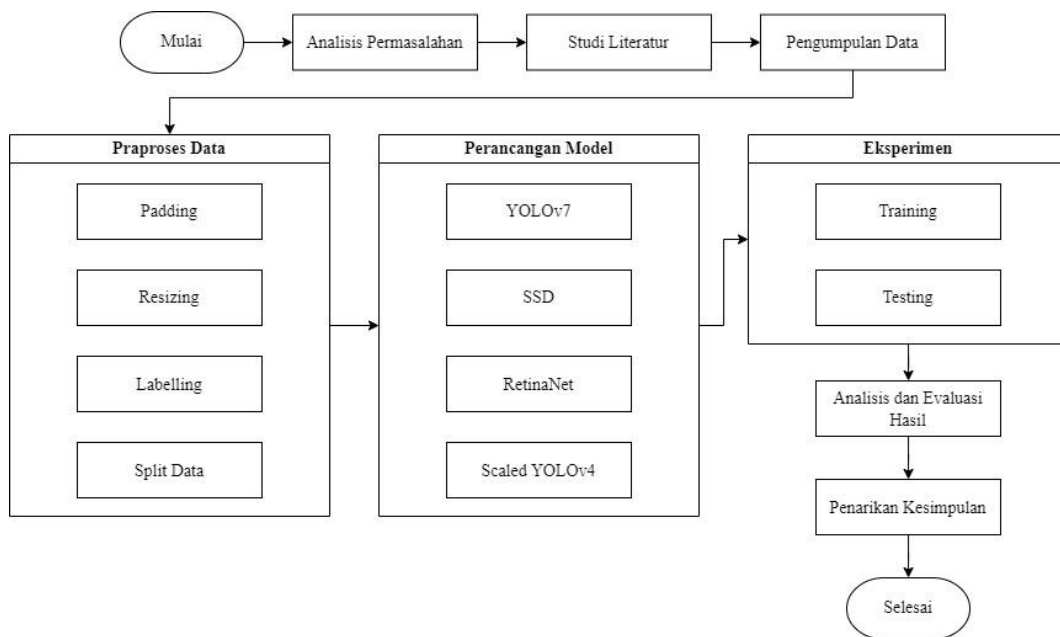 Mulai
Analisis Permasalahan
Studi Literatur
Pengumpulan Data
Praproses Data
Padding
Resizing
Labelling
Split Data
Perancangan Model
YOLOv7
SSD
RetinaNet
Scaled YOLOv4
Eksperimen
Training
Testing
Analisis dan Evaluasi
Hasil
Penarikan Kesimpulan
Selesai